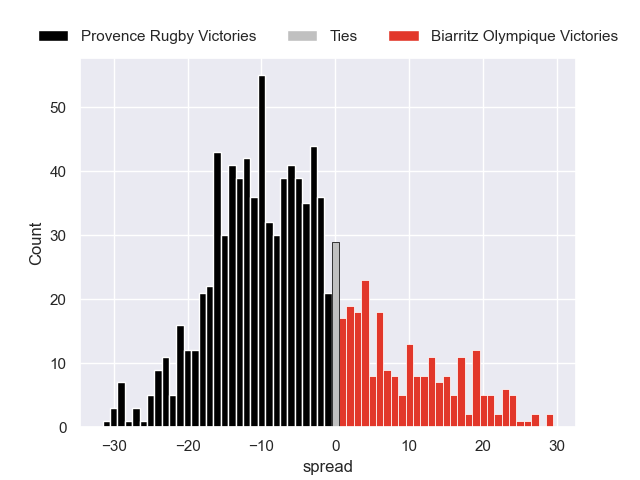 Provence Rugby Victories Ties Biarritz Olympique Victories
50
40
30
20
10
0
Count
−30 −20 −10 0 10 20 30
spread